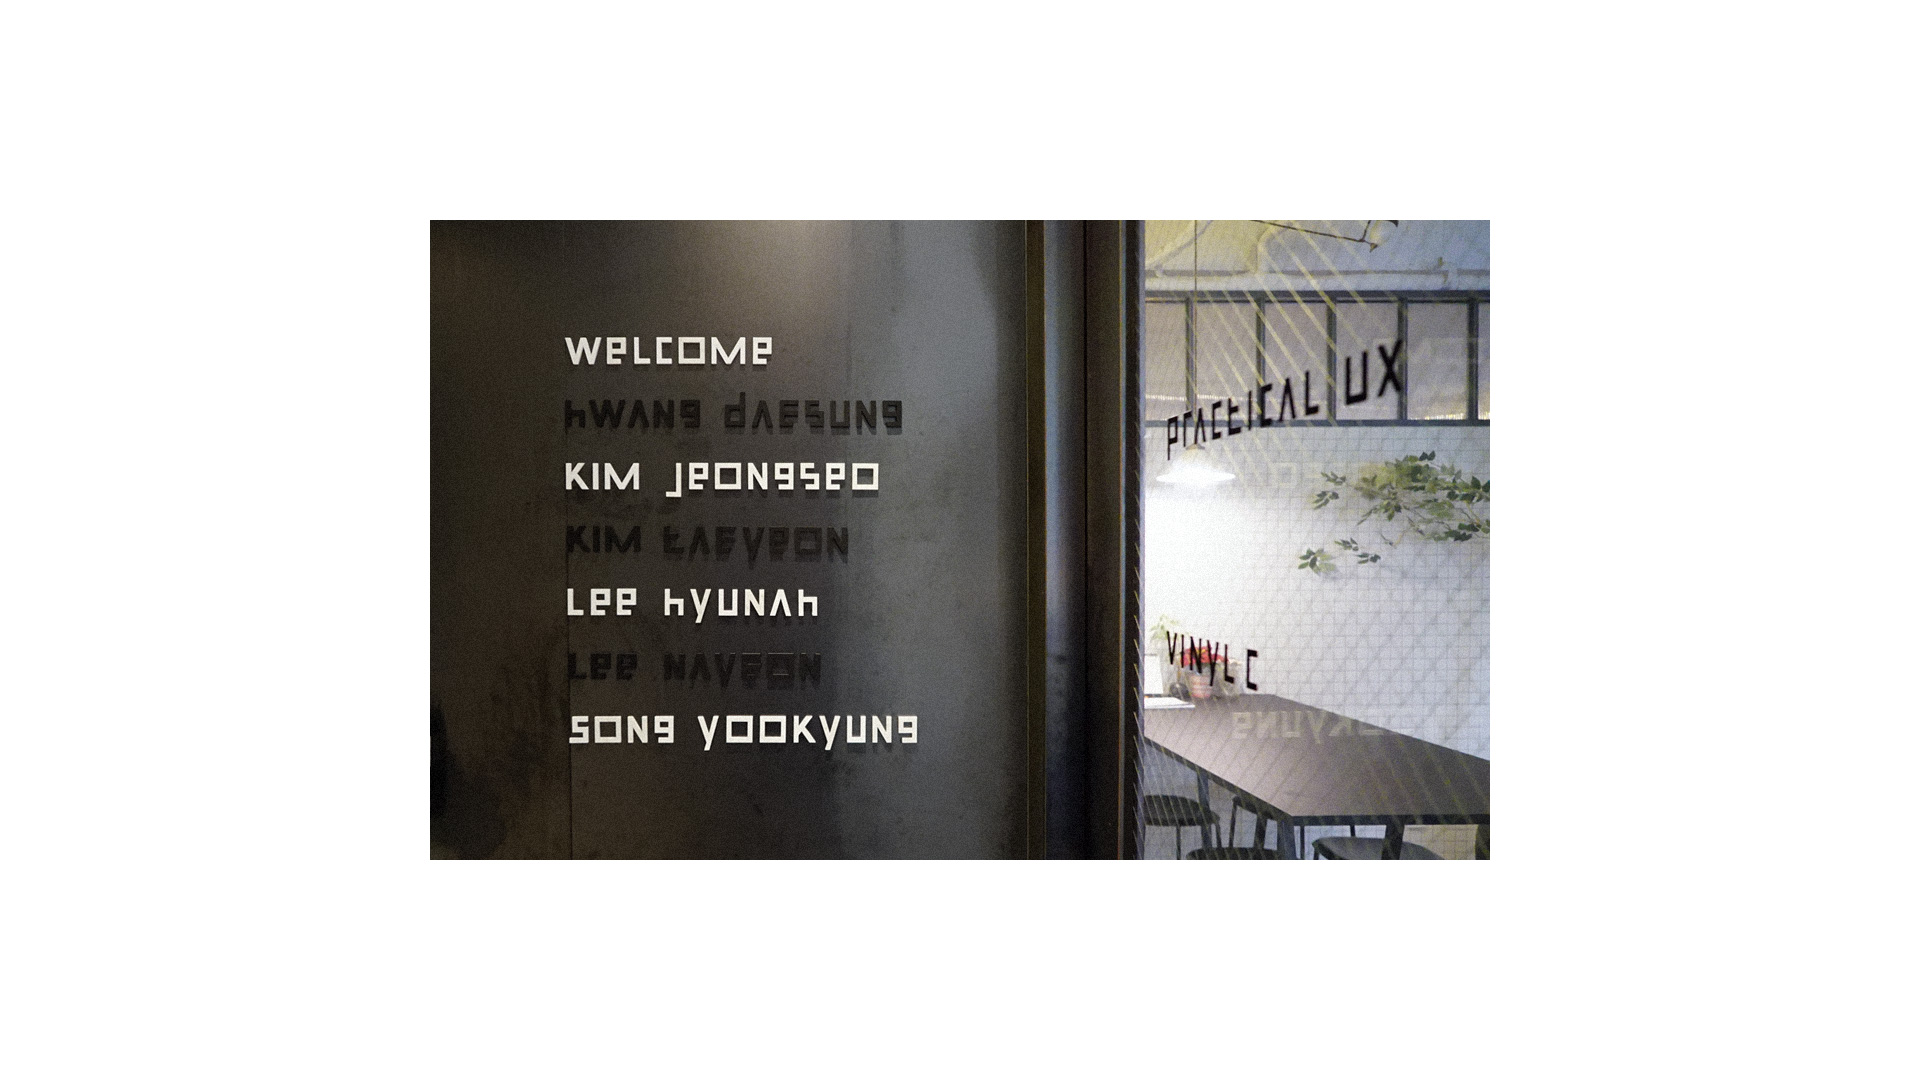 WELCOME
HWANG DAESUNG
KIM JEONGSEO
KIM TAEYEON
LEE HYUNAH
LEE NAYEON
SONG YOOKYUNG
PRACTICAL UX
VINYL C